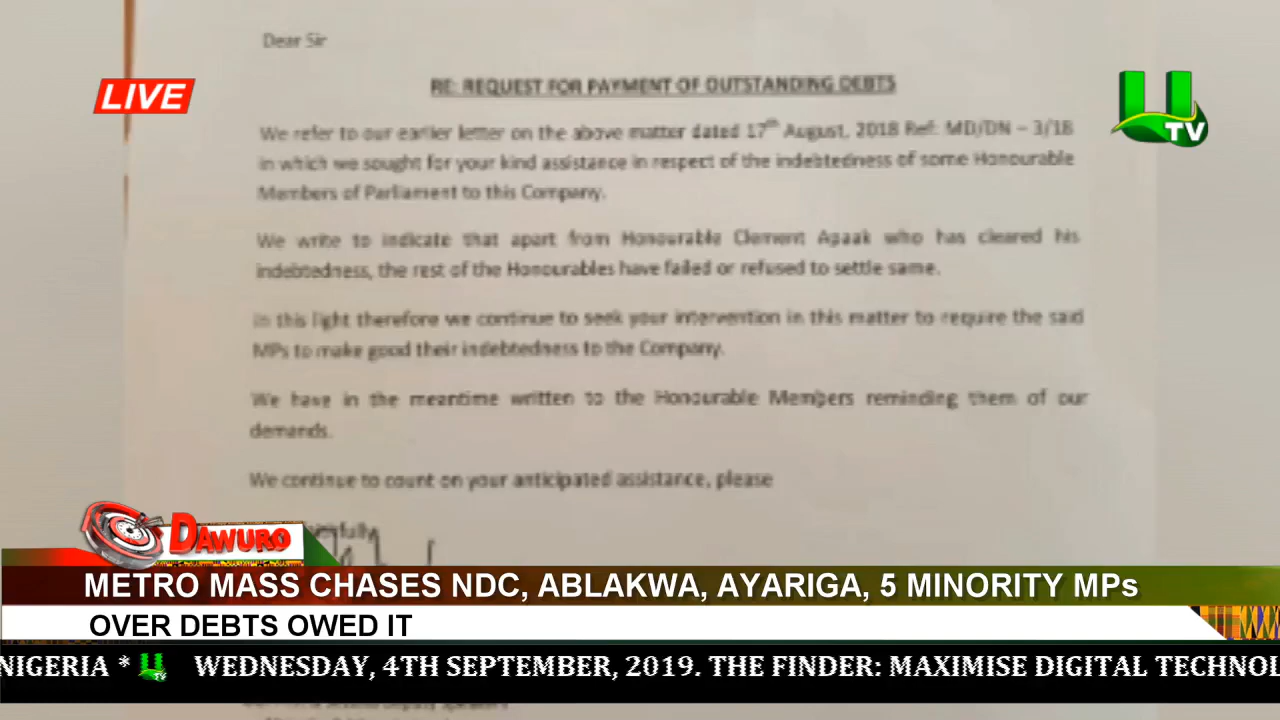 Dear Sir
RE: REQUEST FOR PAYMENT OF OUTSTANDING DEBTS
LIVE
U
TV
We refer to our earlier letter on the above matter dated 17th August, 2018 Ref: MD/DN – 3/18
in which we sought for your kind assistance in respect of the indebtedness of some Honourable
Members of Parliament to this Company.
We write to indicate that apart from Honourable Clement Apaak who has cleared his
indebtedness, the rest of the Honourables have failed or refused to settle same.
In this light therefore we continue to seek your intervention in this matter to require the said
MPs to make good their indebtedness to the Company.
We have in the meantime written to the Honourable Members reminding them of our
demands.
We continue to count on your anticipated assistance, please
DAWURO
METRO MASS CHASES NDC, ABLAKWA, AYARIGA, 5 MINORITY MPs
OVER DEBTS OWED IT
NIGERIA * U TV WEDNESDAY, 4TH SEPTEMBER, 2019. THE FINDER: MAXIMISE DIGITAL TECHNOL